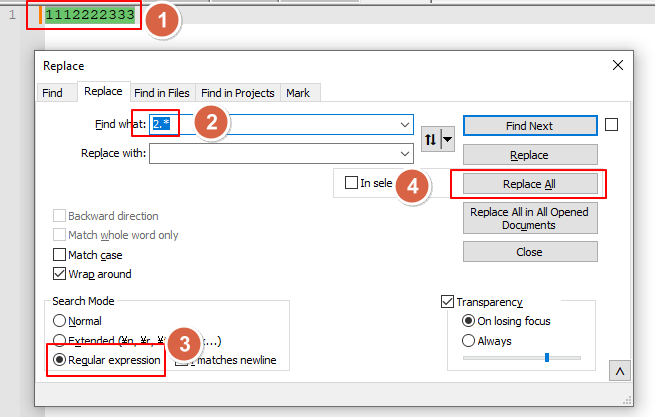 1 1112222333 1
Replace
Find Replace Find in Files Find in Projects Mark
Find what: 2.* 2 Find Next
Replace with: Replace
In sele 4 Replace All
Backward direction Replace All in All Opened Documents
Match whole word only
Match case Close
Wrap around
Search Mode Transparency
Normal On losing focus
Extended (¥n, ¥r, ...) Always
3
Regular expression matches newline